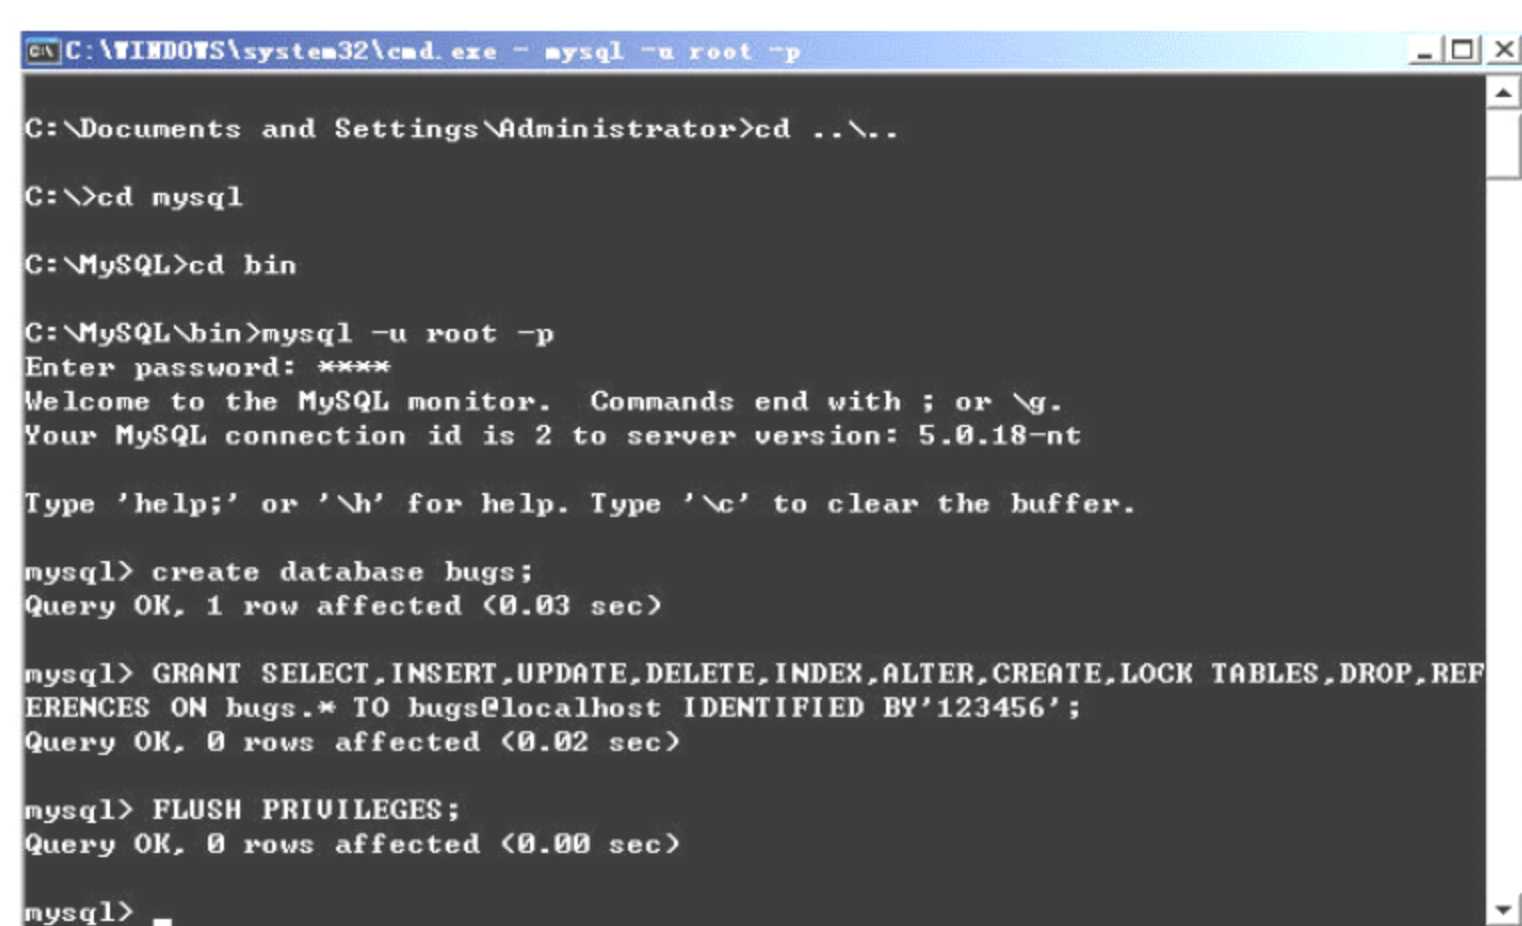 C:\WINDOWS\system32\cmd.exe - mysql -u root -p
C:\Documents and Settings\Administrator>cd ..\..
C:\>cd mysql
C:\MySQL>cd bin
C:\MySQL\bin>mysql -u root -p
Enter password: ****
Welcome to the MySQL monitor.  Commands end with ; or \g.
Your MySQL connection id is 2 to server version: 5.0.18-nt
Type 'help;' or '\h' for help. Type '\c' to clear the buffer.
mysql> create database bugs;
Query OK, 1 row affected (0.03 sec)
mysql> GRANT SELECT,INSERT,UPDATE,DELETE,INDEX,ALTER,CREATE,LOCK TABLES,DROP,REF
ERENCES ON bugs.* TO bugs@localhost IDENTIFIED BY'123456';
Query OK, 0 rows affected (0.02 sec)
mysql> FLUSH PRIVILEGES;
Query OK, 0 rows affected (0.00 sec)
mysql> _